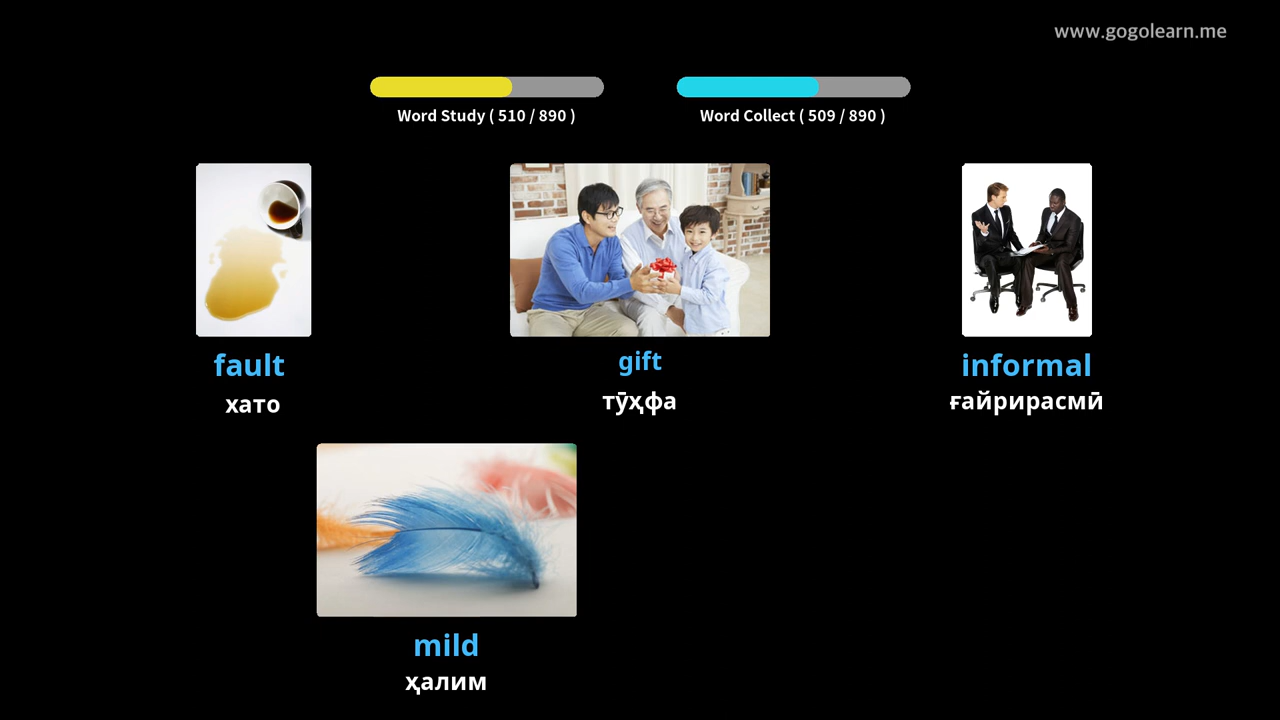 www.gogolearn.me
Word Study ( 510 / 890 )
Word Collect ( 509 / 890 )
fault
хато
gift
тӯҳфа
informal
ғайрирасмӣ
mild
ҳалим